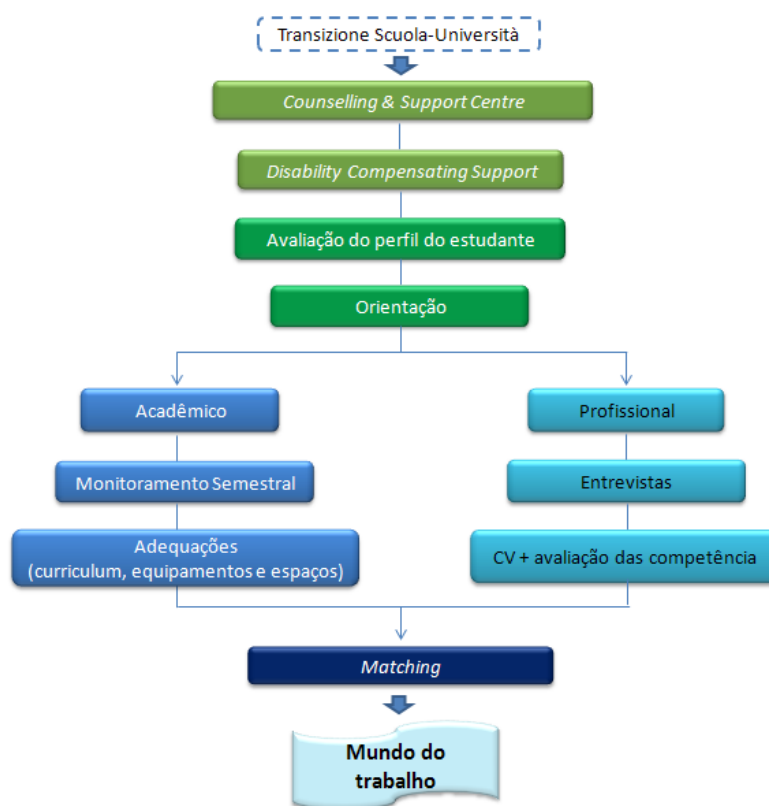 Transizione Scuola-Università
Counselling & Support Centre
Disability Compensating Support
Avaliação do perfil do estudante
Orientação
Acadêmico
Profissional
Monitoramento Semestral
Entrevistas
Adequações
(curriculum, equipamentos e espaços)
CV + avaliação das competência
Matching
Mundo do
trabalho